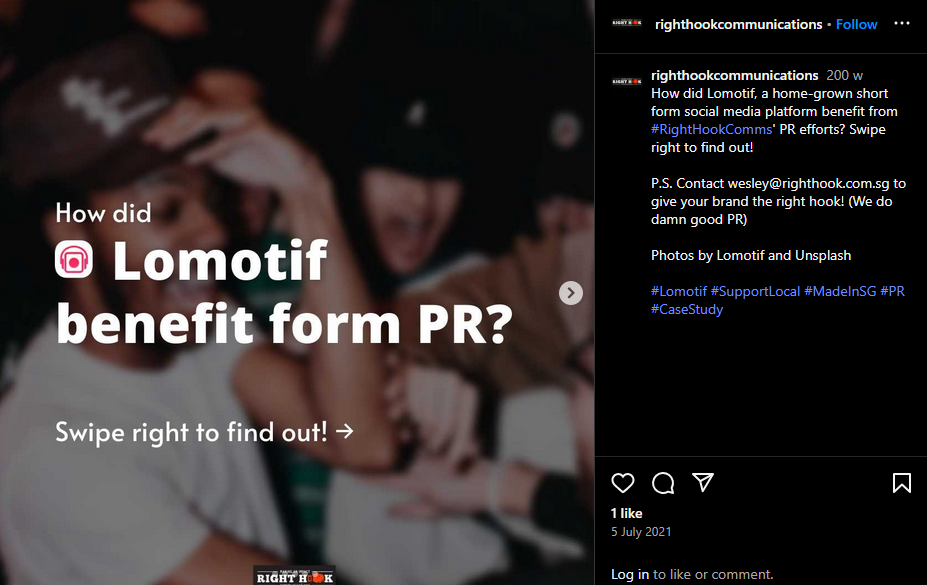 How did
Lomotif
benefit form PR?
Swipe right to find out! →
RIGHT HOOK
RIGHT HOOK
righthookcommunications • Follow
RIGHT HOOK
righthookcommunications 200 w
How did Lomotif, a home-grown short
form social media platform benefit from
#RightHookComms' PR efforts? Swipe
right to find out!
P.S. Contact wesley@righthook.com.sg to
give your brand the right hook! (We do
damn good PR)
Photos by Lomotif and Unsplash
#Lomotif #SupportLocal #MadeInSG #PR
#CaseStudy
1 like
5 July 2021
Log in to like or comment.